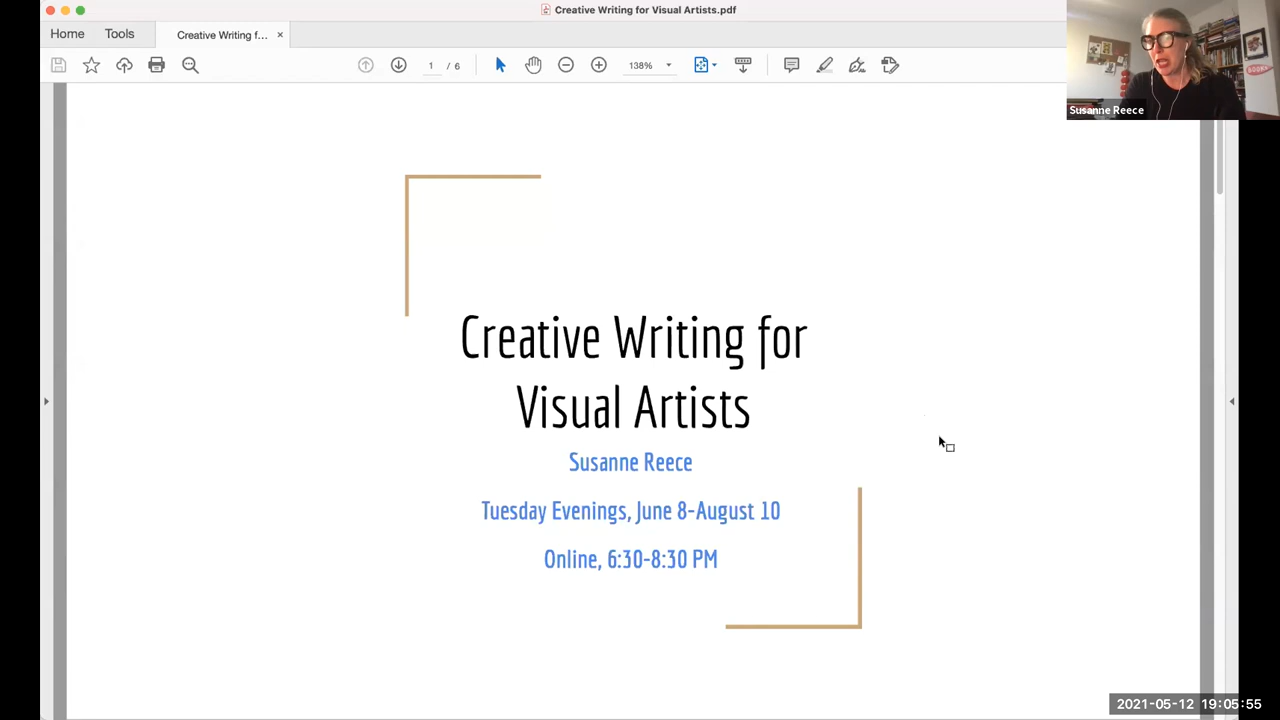 Creative Writing for Visual Artists.pdf
Home Tools Creative Writing f... ×
1 / 6 138%
Susanne Reece
Creative Writing for
Visual Artists
Susanne Reece
Tuesday Evenings, June 8-August 10
Online, 6:30-8:30 PM
2021-05-12 19:05:55